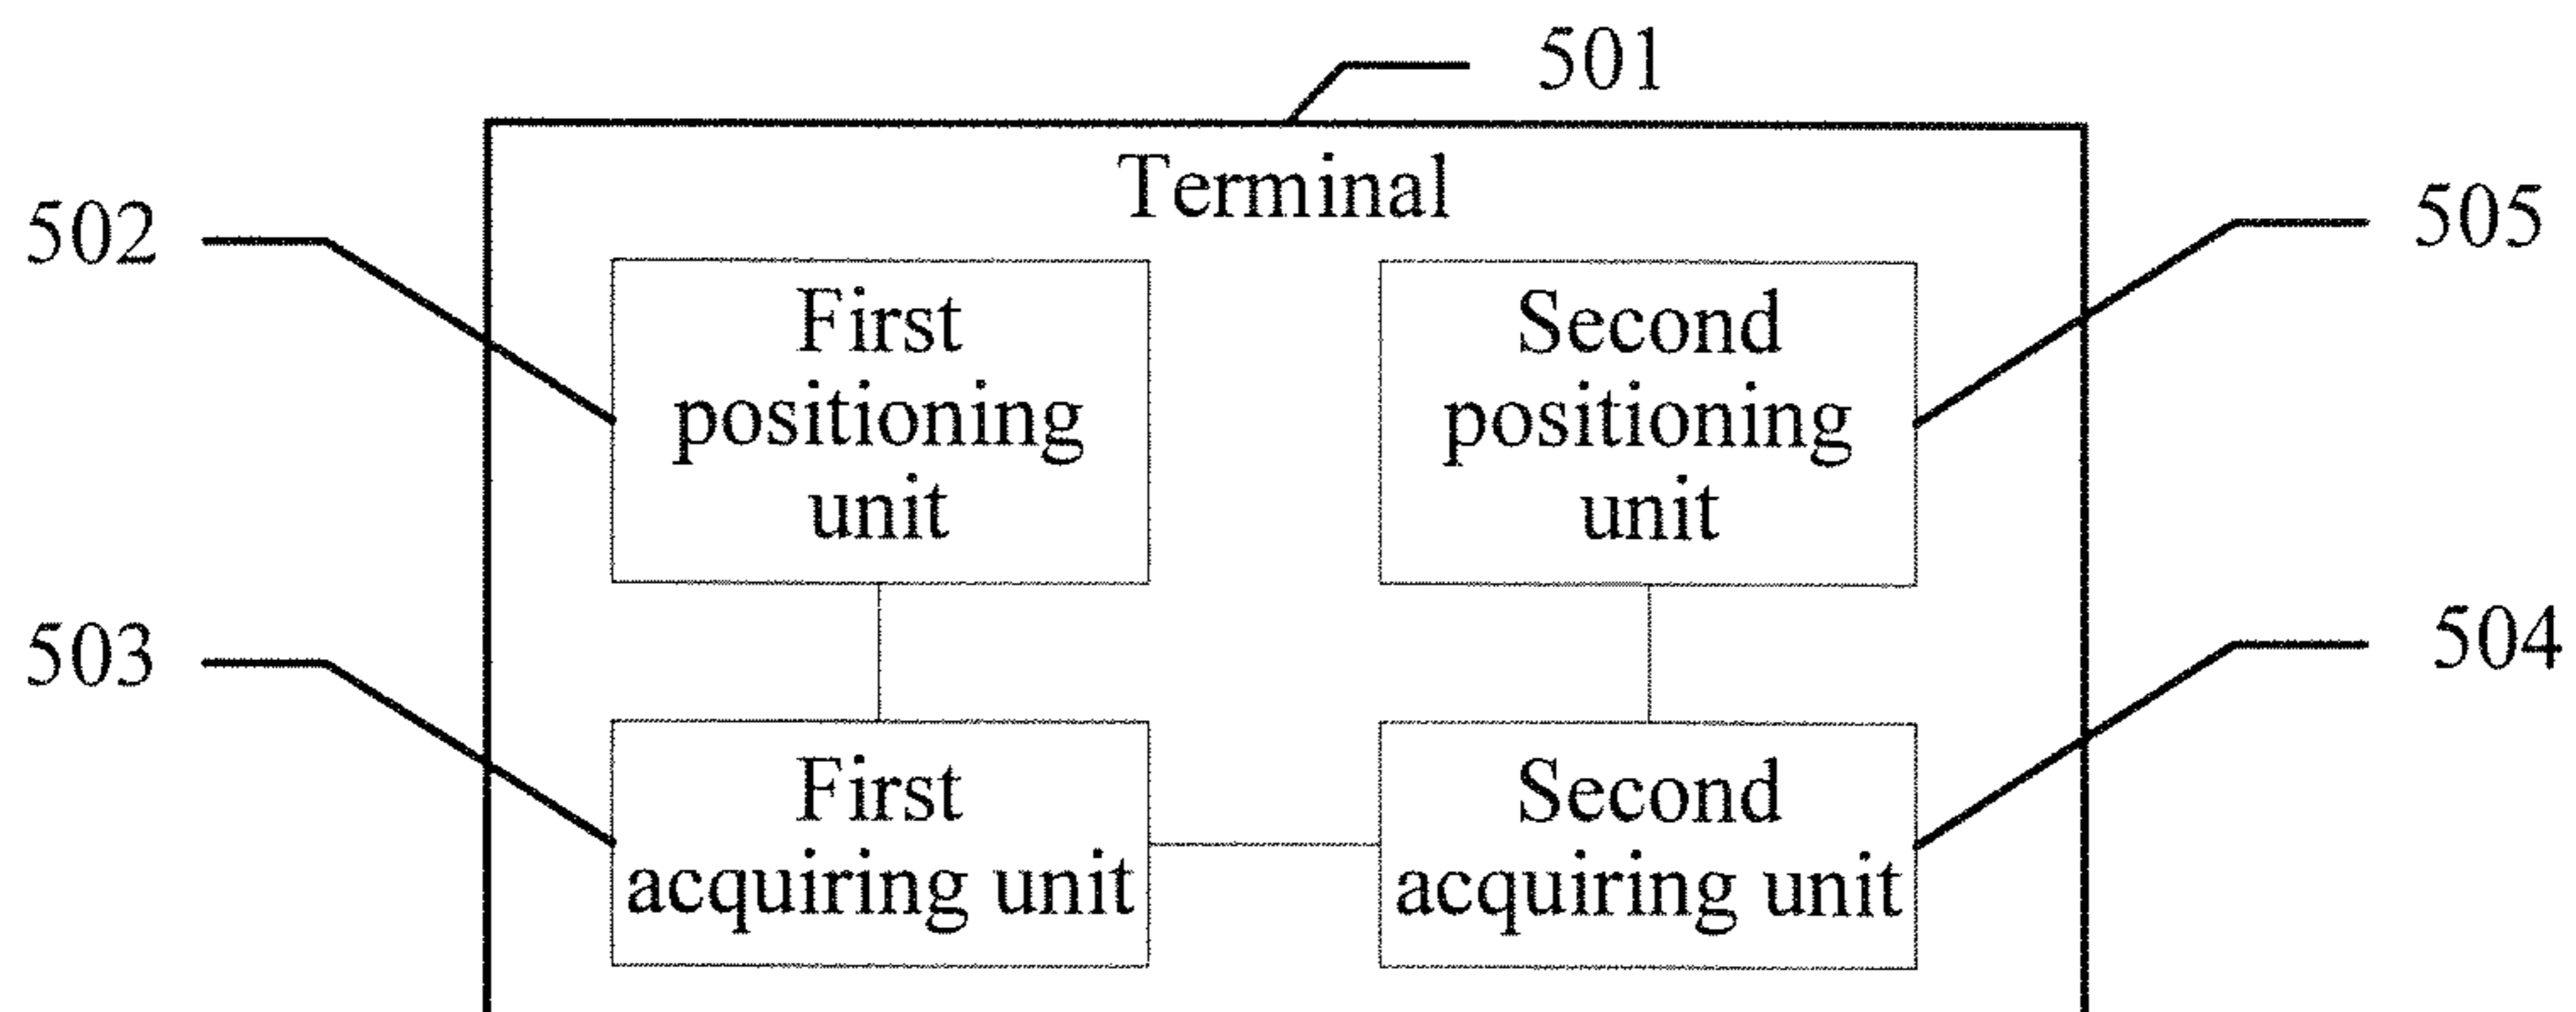 501
Terminal
502
505
First
positioning
unit
Second
positioning
unit
503
504
First
acquiring unit
Second
acquiring unit